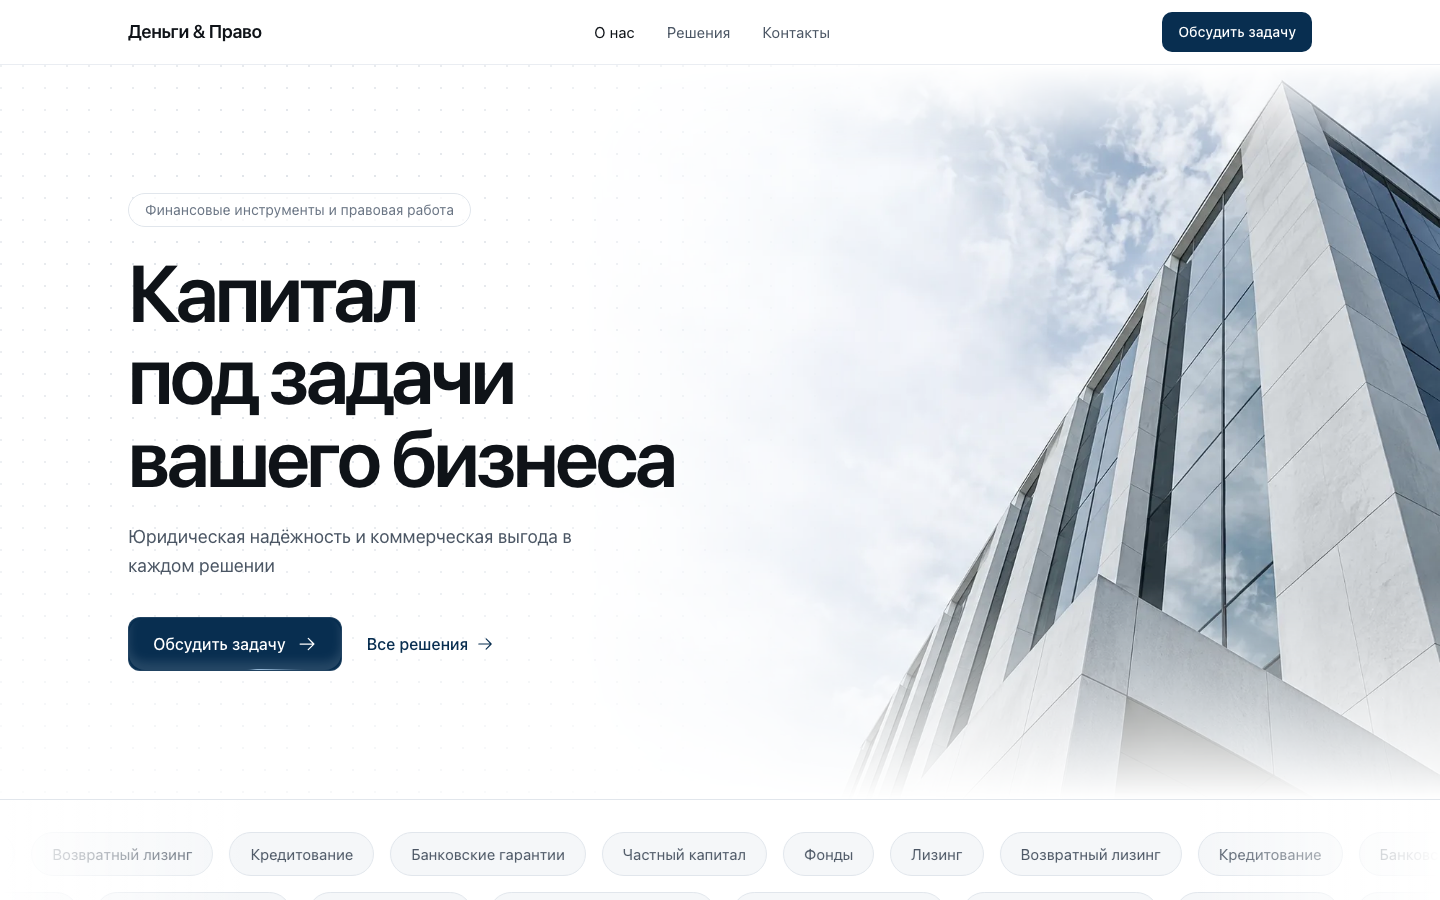 Деньги & Право
О нас
Решения
Контакты
Обсудить задачу
Финансовые инструменты и правовая работа
Капитал
под задачи
вашего бизнеса
Юридическая надёжность и коммерческая выгода в
каждом решении
Обсудить задачу
Все решения
Возвратный лизинг
Кредитование
Банковские гарантии
Частный капитал
Фонды
Лизинг
Возвратный лизинг
Кредитование